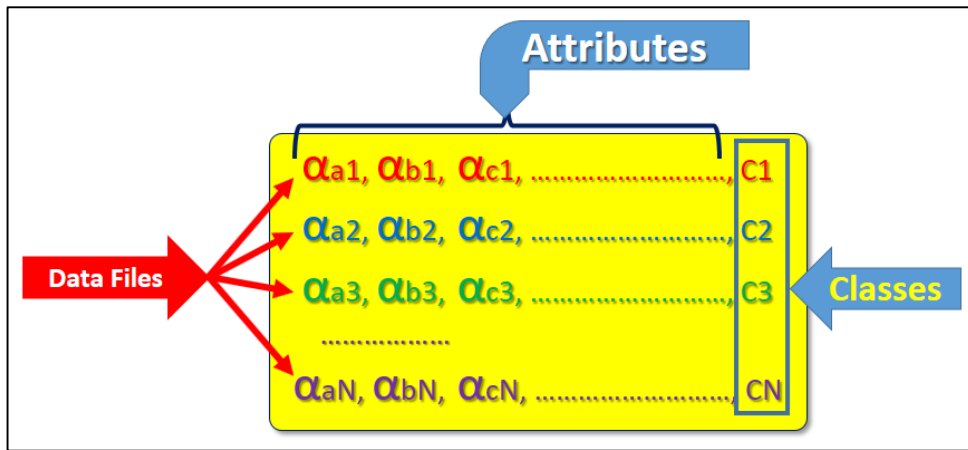 Attributes
αa1, αb1, αc1, ............................, C1
αa2, αb2, αc2, ............................, C2
Data Files
αa3, αb3, αc3, ............................, C3
Classes
...................
αaN, αbN, αcN, ............................, CN